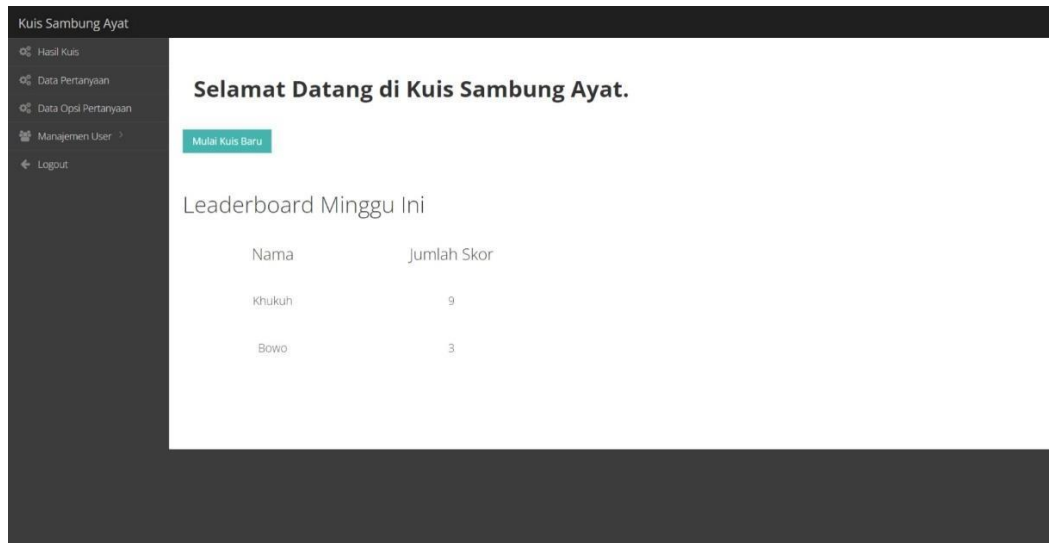 Kuis Sambung Ayat
Hasil Kuis
Data Pertanyaan
Data Opsi Pertanyaan
Manajemen User
Logout
Selamat Datang di Kuis Sambung Ayat.
Mulai Kuis Baru
Leaderboard Minggu Ini
Nama Jumlah Skor
Khukuh 9
Bowo 3